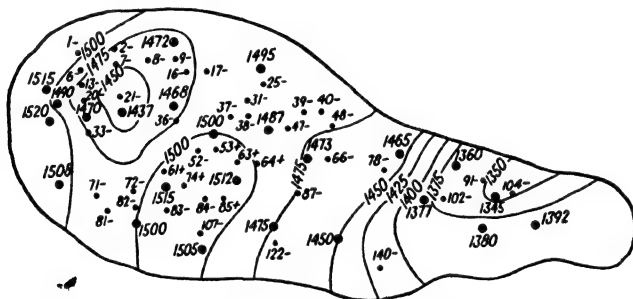 1- 1500 2- 1472
6- 1475 7- 8- 9-
16- 17- 1495
1515 1490 13- 1450 25-
20- 21- 1468
1520 1470 1437 31- 39- 40-
33- 36- 37- 38- 1487 47- 48-
1500
1500 52- 53+ 63+ 64+ 1473 66- 78- 1465
1508 61+ 74+ 1512 1475 1450 1425 1400 1375 1360 1350-
71- 72- 1515 87- 91- 104-
81- 82- 83- 84- 85+ 1377 102- 1345
1500 107- 1475 1450 1380 1392
1505 122- 140-